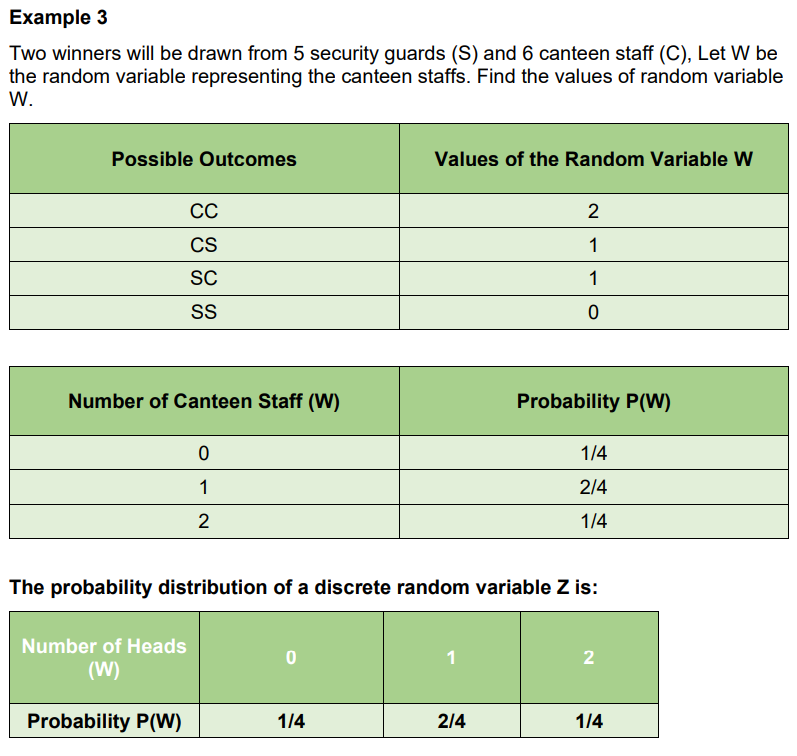 Example 3
Two winners will be drawn from 5 security guards (S) and 6 canteen staff (C), Let W be
the random variable representing the canteen staffs. Find the values of random variable
W.
Possible Outcomes Values of the Random Variable W
CC 2
CS 1
SC 1
SS 0
Number of Canteen Staff (W) Probability P(W)
0 1/4
1 2/4
2 1/4
The probability distribution of a discrete random variable Z is:
Number of Heads
(W) 0 1 2
Probability P(W) 1/4 2/4 1/4